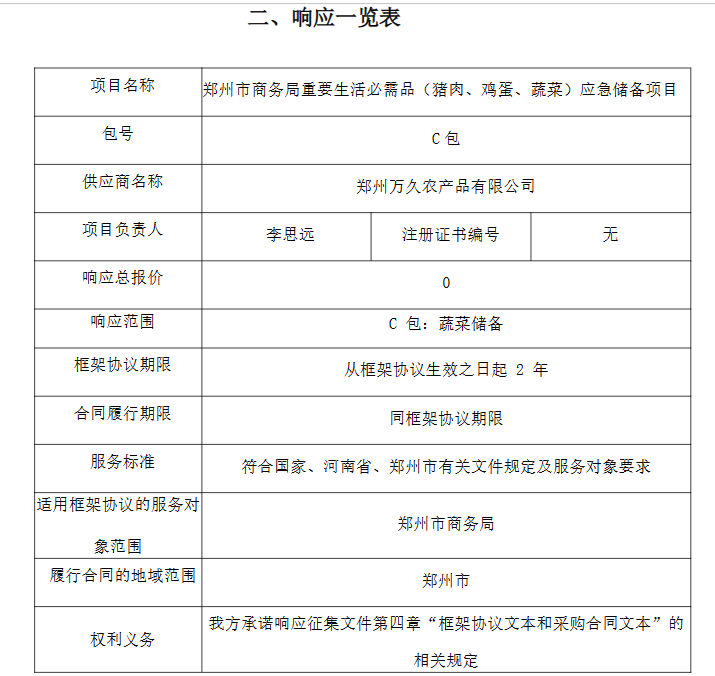 二、响应一览表
项目名称
郑州市商务局重要生活必需品（猪肉、鸡蛋、蔬菜）应急储备项目
包号
C包
供应商名称
郑州万久农产品有限公司
项目负责人
李思远
注册证书编号
无
响应总报价
0
响应范围
C 包：蔬菜储备
框架协议期限
从框架协议生效之日起 2 年
合同履行期限
同框架协议期限
服务标准
符合国家、河南省、郑州市有关文件规定及服务对象要求
适用框架协议的服务对
象范围
郑州市商务局
履行合同的地域范围
郑州市
权利义务
我方承诺响应征集文件第四章“框架协议文本和采购合同文本”的
相关规定